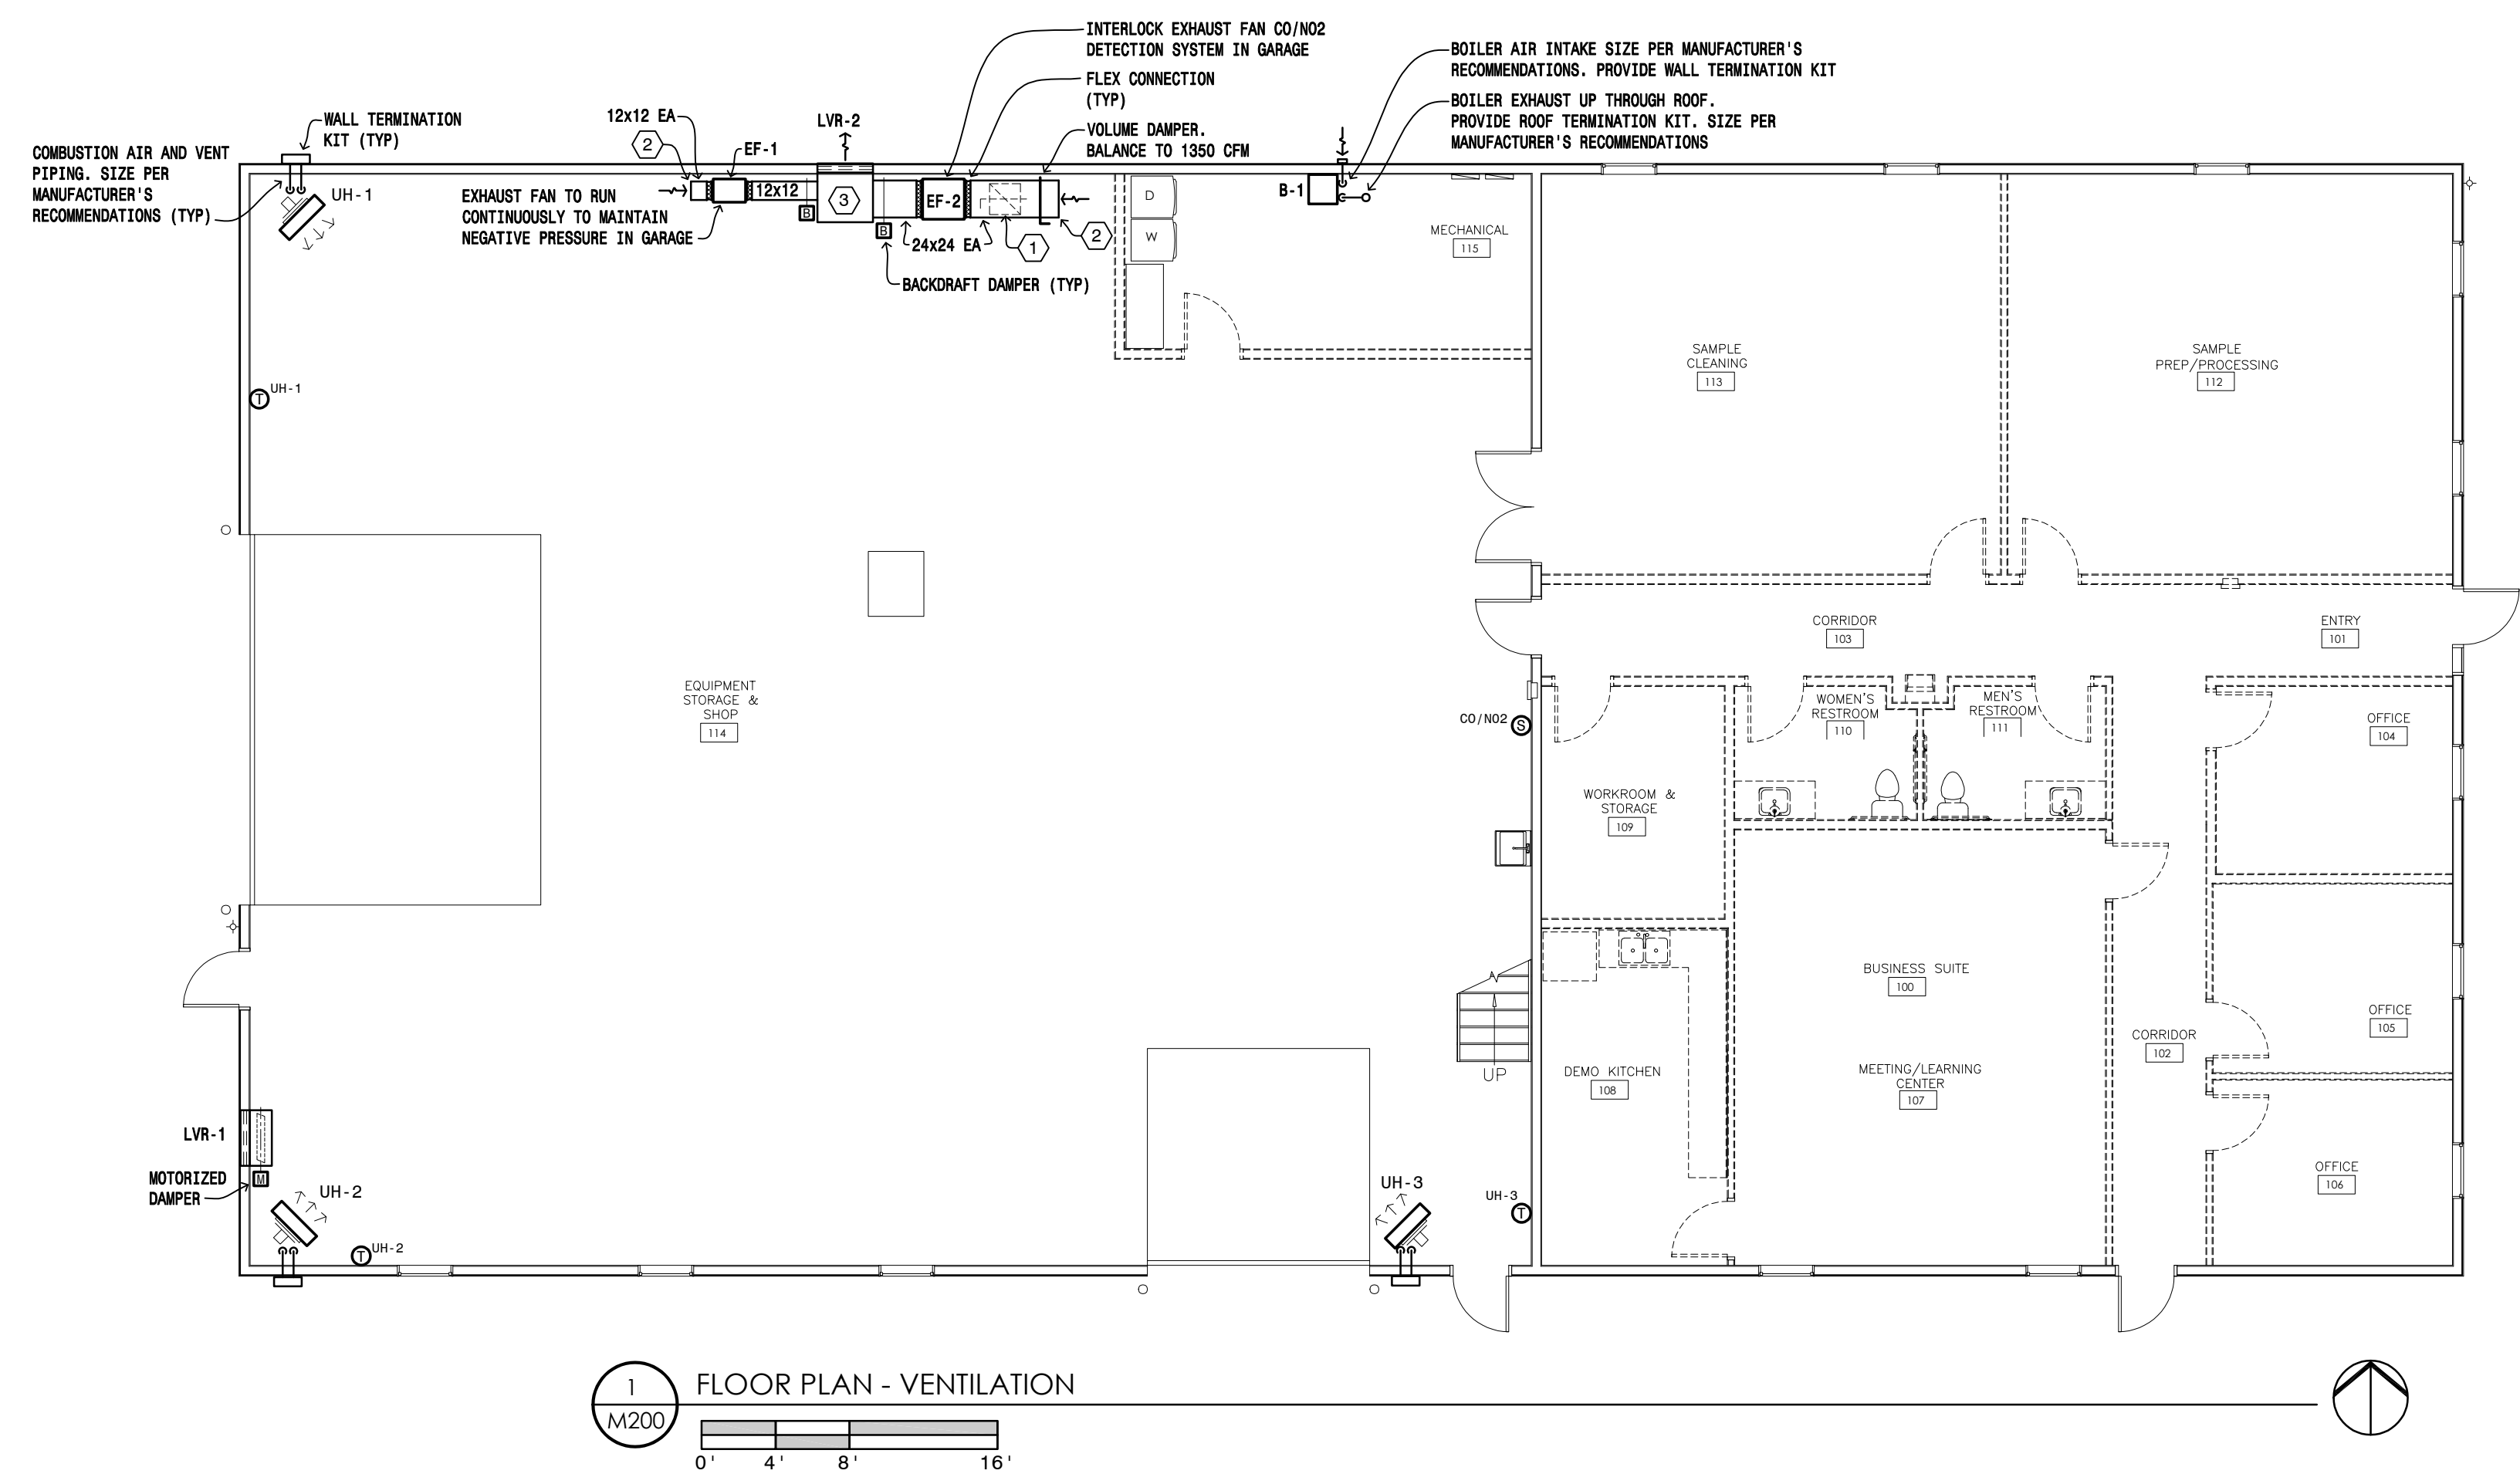 INTERLOCK EXHAUST FAN CO/NO2
DETECTION SYSTEM IN GARAGE
FLEX CONNECTION
(TYP)
VOLUME DAMPER.
BALANCE TO 1350 CFM
BOILER AIR INTAKE SIZE PER MANUFACTURER'S
RECOMMENDATIONS. PROVIDE WALL TERMINATION KIT
BOILER EXHAUST UP THROUGH ROOF.
PROVIDE ROOF TERMINATION KIT. SIZE PER
MANUFACTURER'S RECOMMENDATIONS
WALL TERMINATION
KIT (TYP)
COMBUSTION AIR AND VENT
PIPING. SIZE PER
MANUFACTURER'S
RECOMMENDATIONS (TYP)
UH-1
12x12 EA
2
EF-1
LVR-2
EXHAUST FAN TO RUN
CONTINUOUSLY TO MAINTAIN
NEGATIVE PRESSURE IN GARAGE
12x12
B
3
B
EF-2
24x24 EA
1
2
BACKDRAFT DAMPER (TYP)
D
W
B-1
MECHANICAL
115
SAMPLE
CLEANING
113
SAMPLE
PREP/PROCESSING
112
T
UH-1
CORRIDOR
103
ENTRY
101
EQUIPMENT
STORAGE &
SHOP
114
CO/NO2
S
WOMEN'S
RESTROOM
110
MEN'S
RESTROOM
111
OFFICE
104
WORKROOM &
STORAGE
109
BUSINESS SUITE
100
OFFICE
105
CORRIDOR
102
UP
DEMO KITCHEN
108
MEETING/LEARNING
CENTER
107
OFFICE
106
LVR-1
MOTORIZED
DAMPER
M
UH-2
T
UH-2
UH-3
UH-3
T
1
M200
FLOOR PLAN - VENTILATION
0' 4' 8' 16'